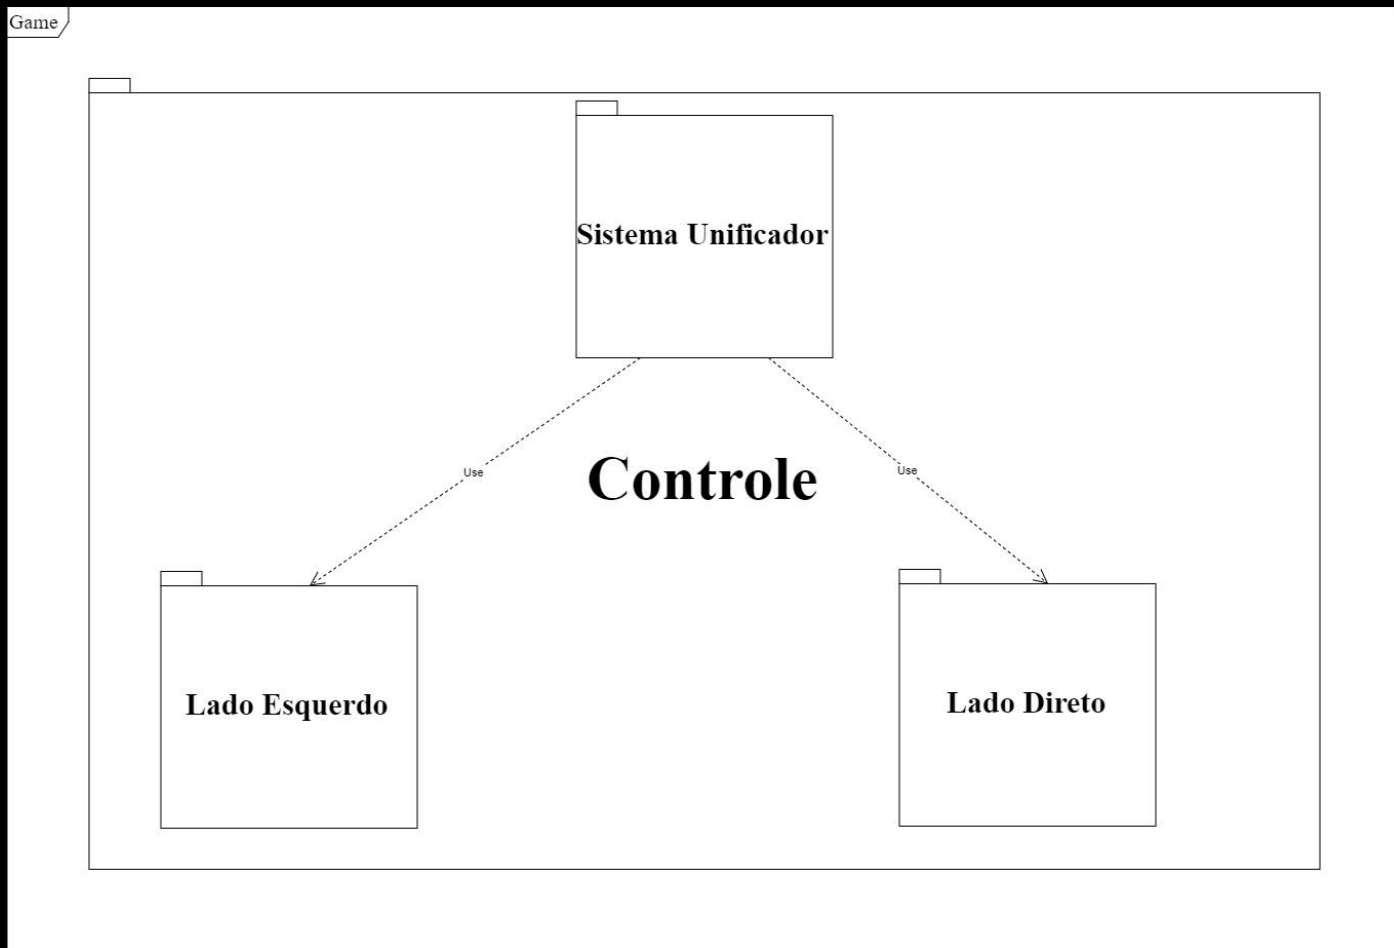 Game
Sistema Unificador
Use
Controle
Use
Lado Esquerdo
Lado Direto